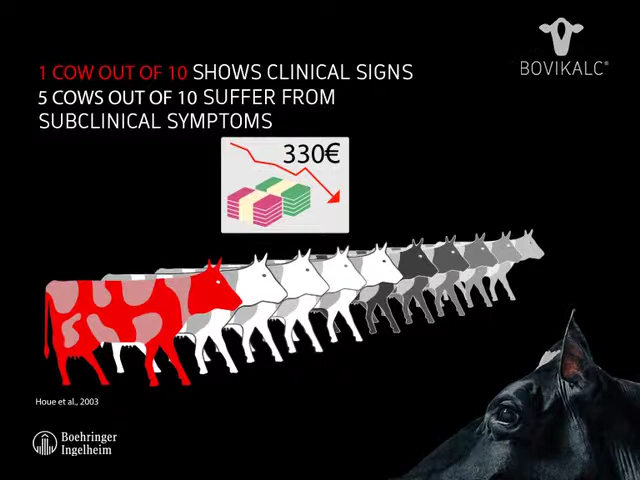 1 COW OUT OF 10 SHOWS CLINICAL SIGNS
5 COWS OUT OF 10 SUFFER FROM
SUBCLINICAL SYMPTOMS
BOVIKALC®
330€
Houe et al., 2003
Boehringer
Ingelheim